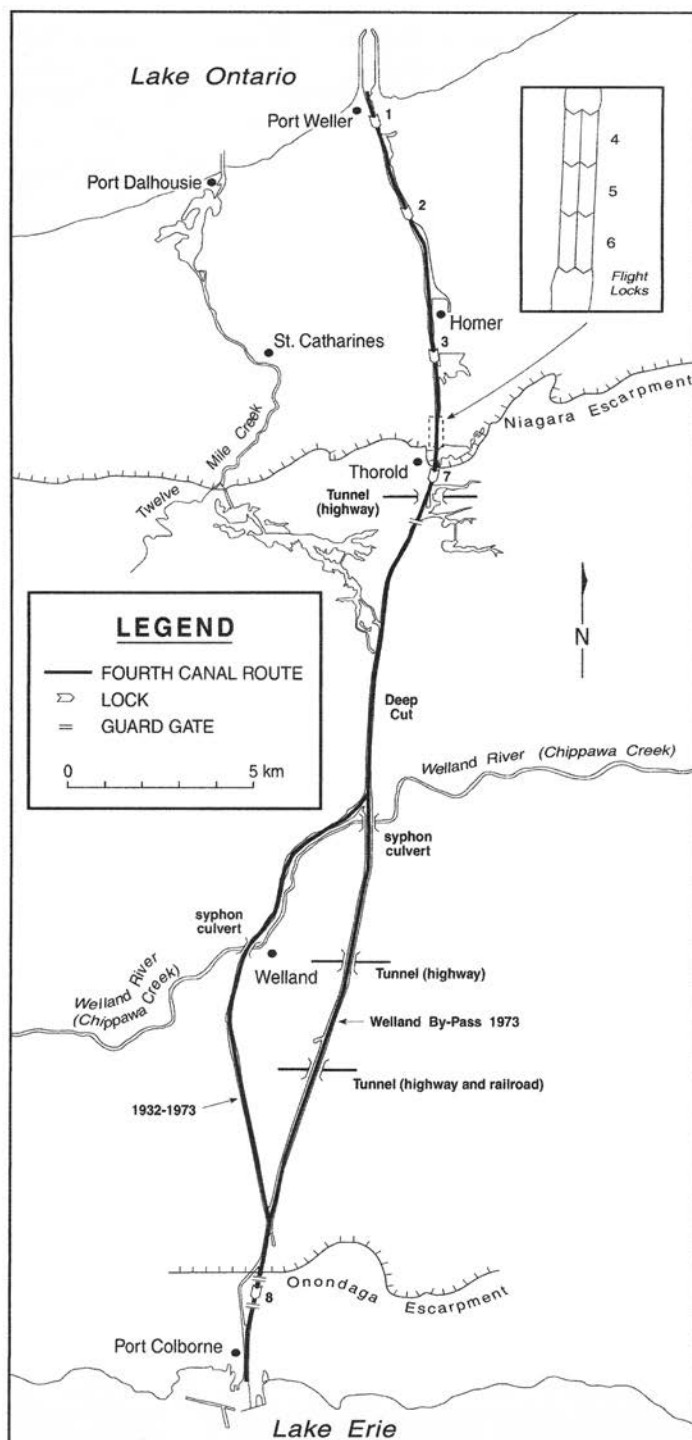 Lake Ontario
Port Weller
1
Port Dalhousie
2
4
5
6
Flight
Locks
Homer
St. Catharines
3
Niagara Escarpment
Twelve Mile Creek
Thorold
7
Tunnel
(highway)
LEGEND
FOURTH CANAL ROUTE
LOCK
GUARD GATE
0 5 km
N
Deep
Cut
Welland River (Chippawa Creek)
syphon
culvert
syphon
culvert
Welland
Welland River
(Chippawa Creek)
Tunnel (highway)
Welland By-Pass 1973
Tunnel (highway and railroad)
1932-1973
Onondaga Escarpment
8
Port Colborne
Lake Erie